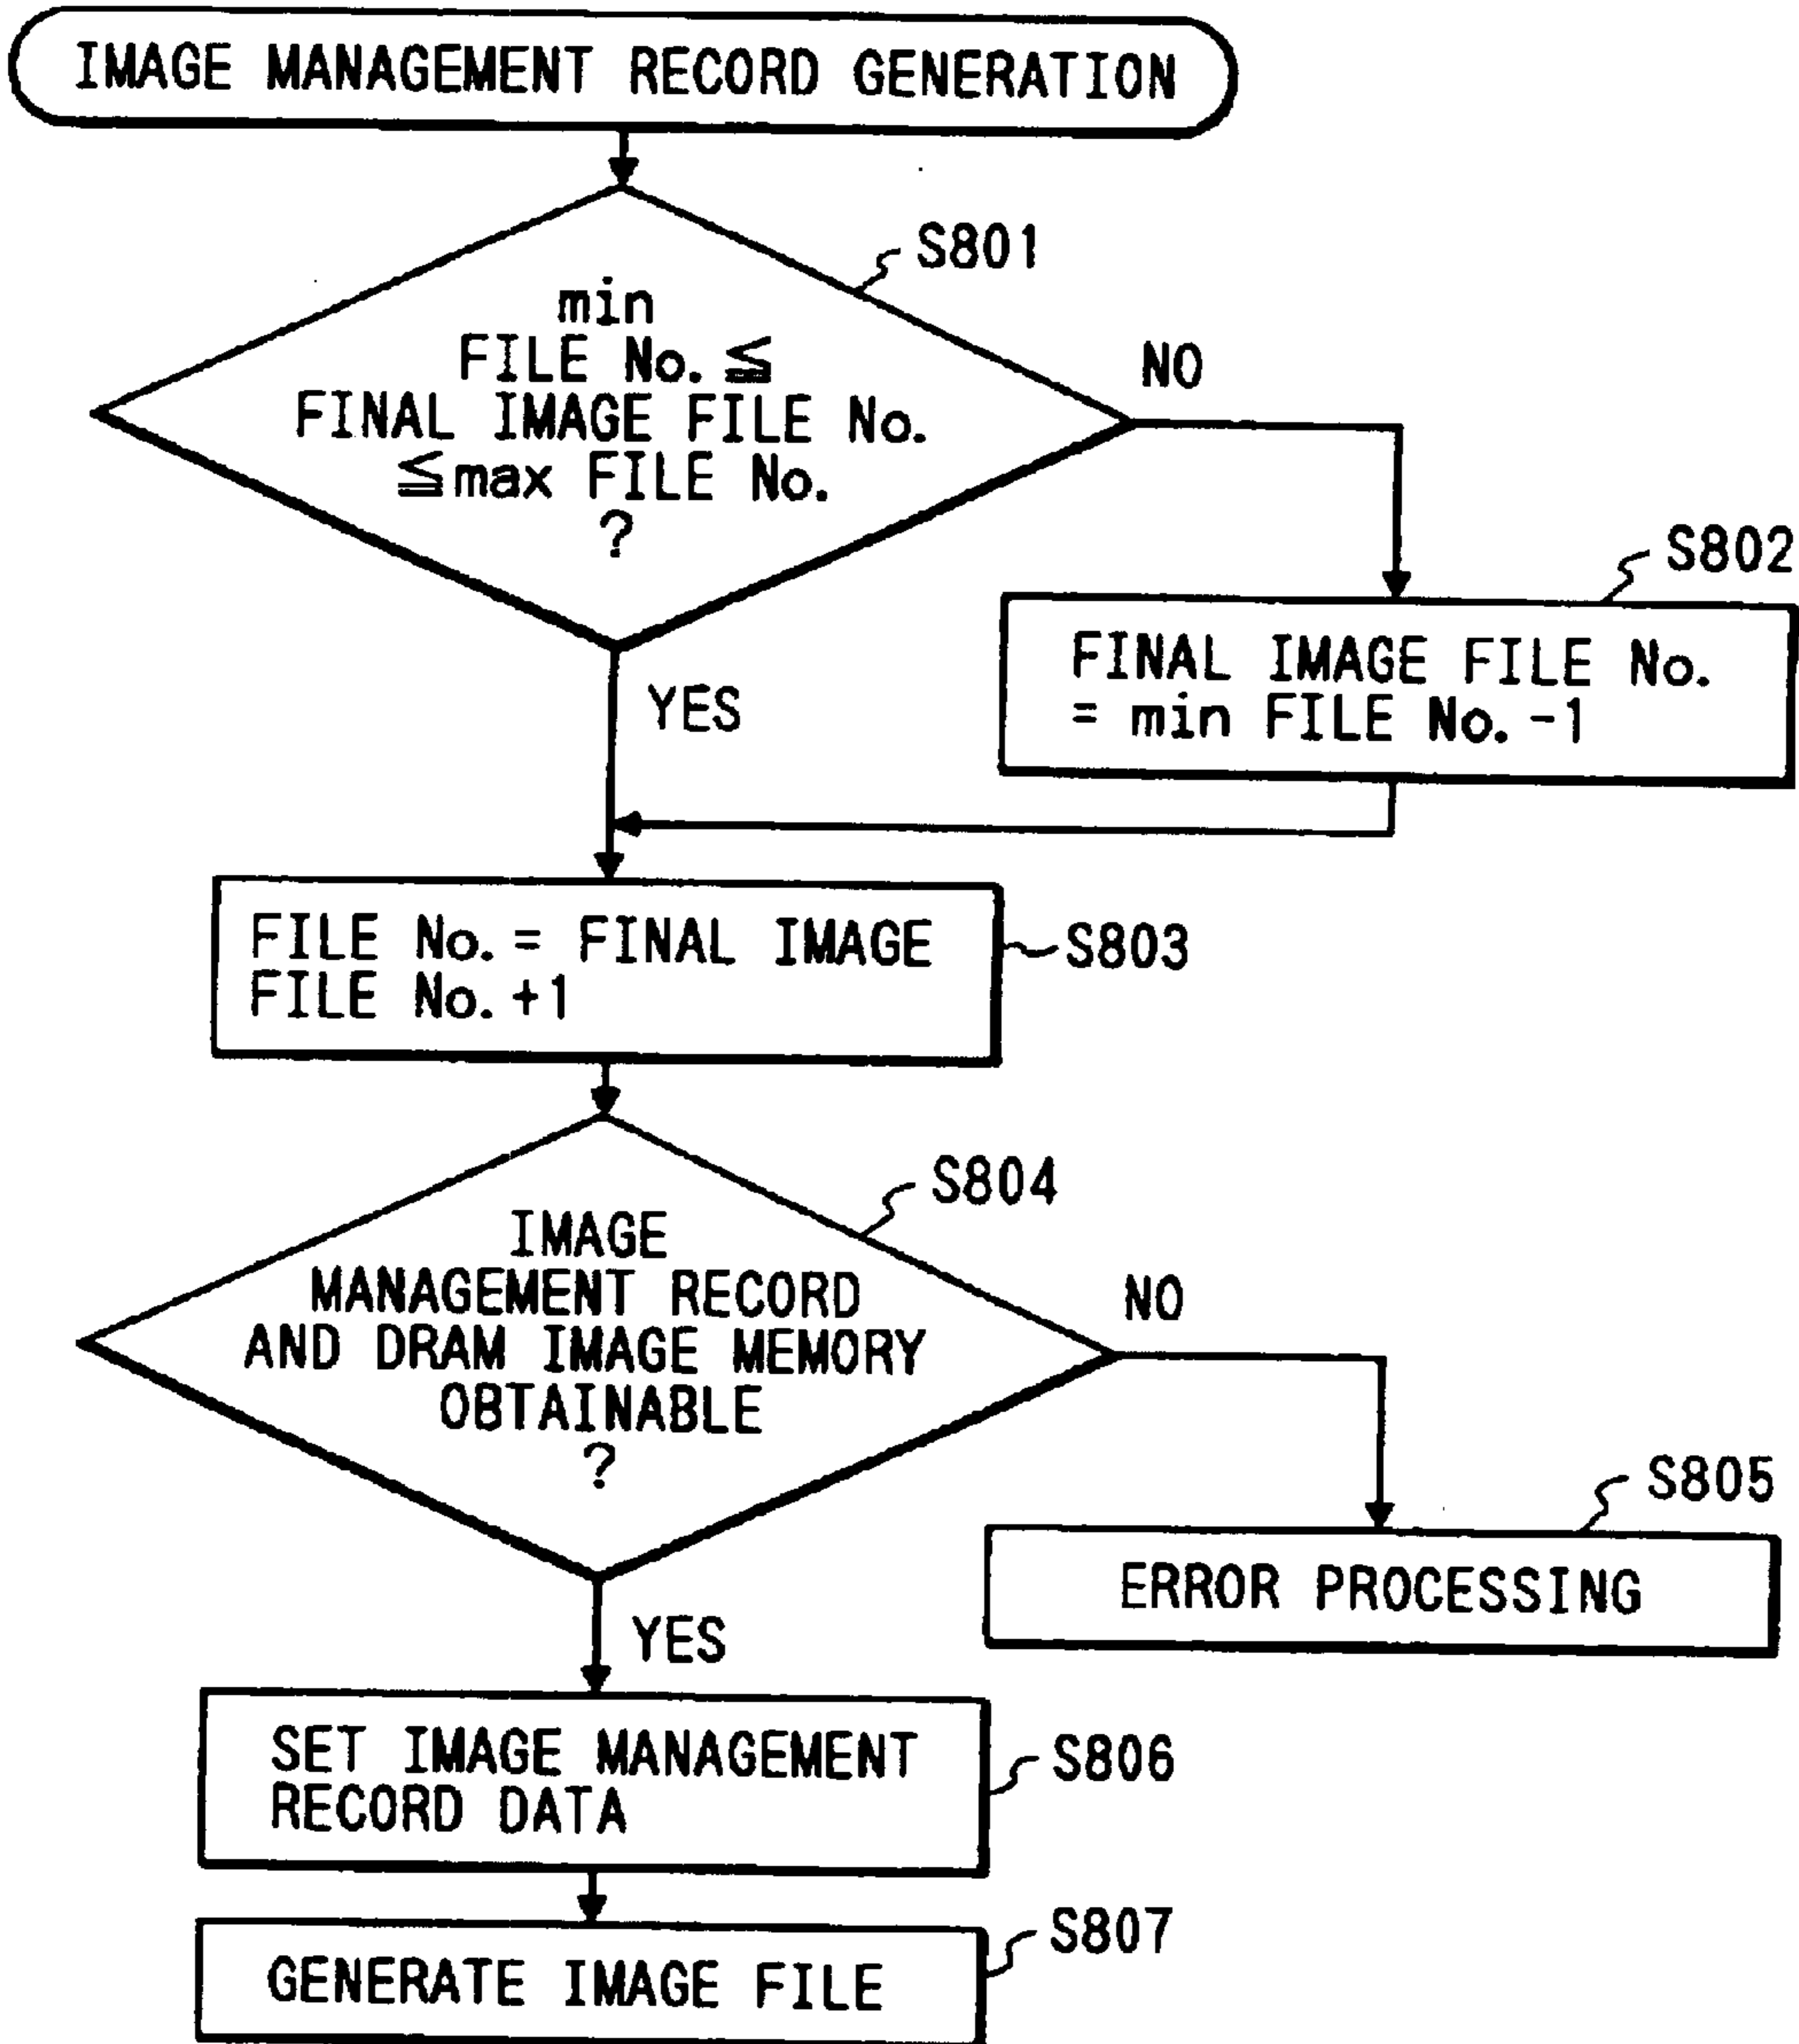 IMAGE MANAGEMENT RECORD GENERATION
S801
min
FILE No. ≦
FINAL IMAGE FILE No.
≦max FILE No.
?
NO
YES
S802
FINAL IMAGE FILE No.
= min FILE No. -1
FILE No. = FINAL IMAGE
FILE No. +1
S803
S804
IMAGE
MANAGEMENT RECORD
AND DRAM IMAGE MEMORY
OBTAINABLE
?
NO
YES
S805
ERROR PROCESSING
SET IMAGE MANAGEMENT
RECORD DATA
S806
GENERATE IMAGE FILE
S807